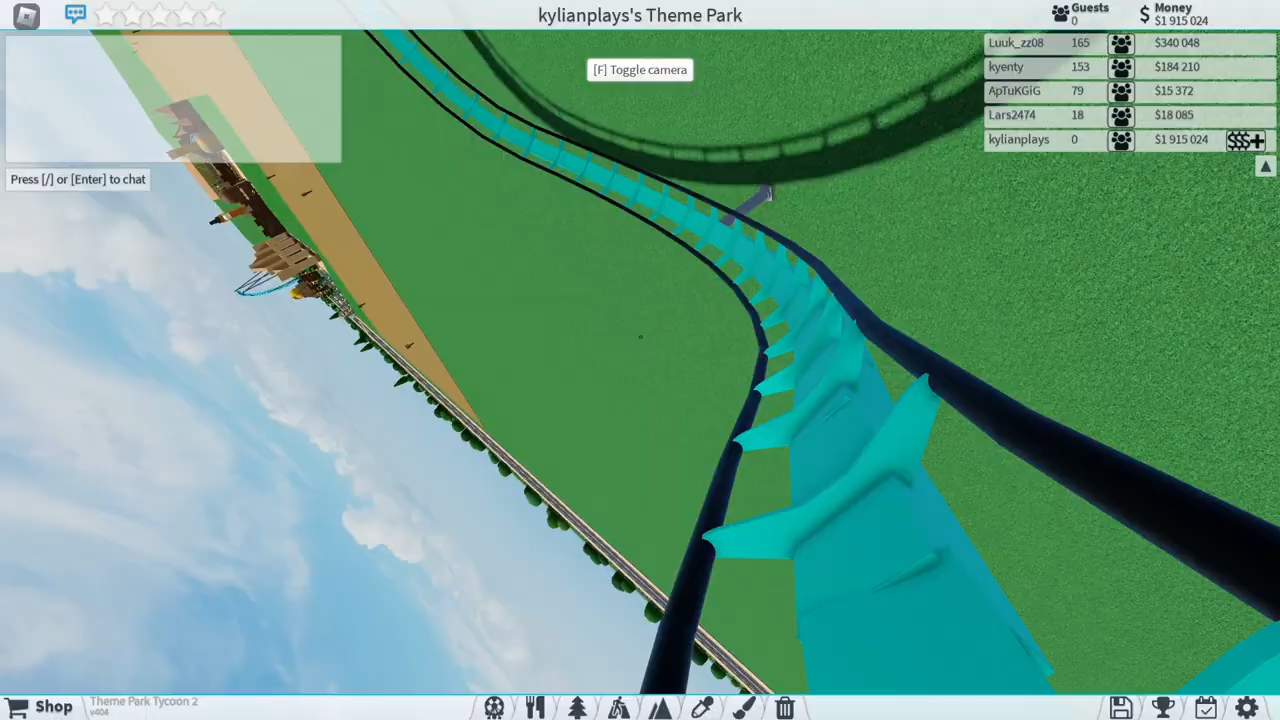 kylianplays's Theme Park
Guests
0
$ Money
$1 915 024
[F] Toggle camera
Luuk_zz08 165 $340 048
kyenty 153 $184 210
ApTuKGiG 79 $15 372
Lars2474 18 $18 085
kylianplays 0 $1 915 024 $$$+
Press [/] or [Enter] to chat
Shop
Theme Park Tycoon 2
v404